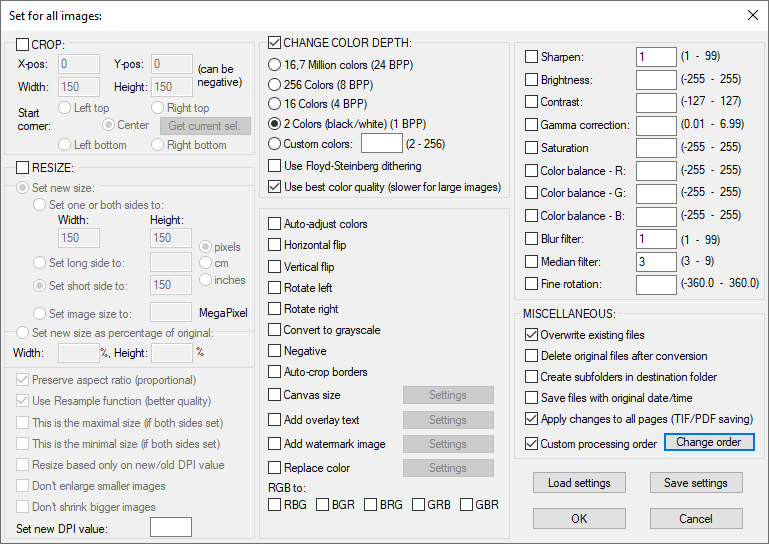 Set for all images:
CROP:
X-pos: 0 Y-pos: 0 (can be negative)
Width: 150 Height: 150
Start corner:
Left top Right top
Center Get current sel.
Left bottom Right bottom
RESIZE:
Set new size:
Set one or both sides to:
Width: Height:
150 150
pixels
cm
inches
Set long side to:
Set short side to: 150
Set image size to: MegaPixel
Set new size as percentage of original:
Width: %, Height: %
Preserve aspect ratio (proportional)
Use Resample function (better quality)
This is the maximal size (if both sides set)
This is the minimal size (if both sides set)
Resize based only on new/old DPI value
Don't enlarge smaller images
Don't shrink bigger images
Set new DPI value:
CHANGE COLOR DEPTH:
16,7 Million colors (24 BPP)
256 Colors (8 BPP)
16 Colors (4 BPP)
2 Colors (black/white) (1 BPP)
Custom colors: (2 - 256)
Use Floyd-Steinberg dithering
Use best color quality (slower for large images)
Auto-adjust colors
Horizontal flip
Vertical flip
Rotate left
Rotate right
Convert to grayscale
Negative
Auto-crop borders
Canvas size Settings
Add overlay text Settings
Add watermark image Settings
Replace color Settings
RGB to:
RBG BGR BRG GRB GBR
Sharpen: 1 (1 - 99)
Brightness: (-255 - 255)
Contrast: (-127 - 127)
Gamma correction: (0.01 - 6.99)
Saturation (-255 - 255)
Color balance - R: (-255 - 255)
Color balance - G: (-255 - 255)
Color balance - B: (-255 - 255)
Blur filter: 1 (1 - 99)
Median filter: 3 (3 - 9)
Fine rotation: (-360.0 - 360.0)
MISCELLANEOUS:
Overwrite existing files
Delete original files after conversion
Create subfolders in destination folder
Save files with original date/time
Apply changes to all pages (TIF/PDF saving)
Custom processing order Change order
Load settings Save settings
OK Cancel